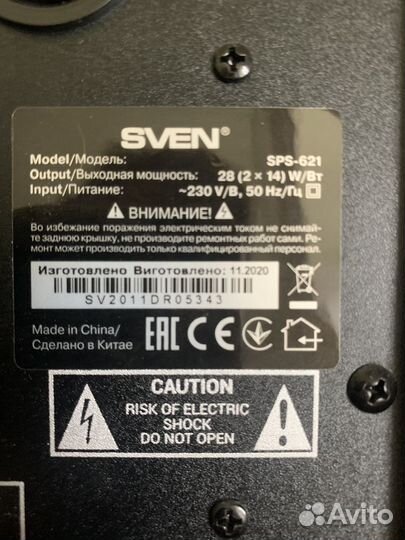 SVEN®
Model/Модель: SPS-621
Output/Выходная мощность: 28 (2 × 14) W/Вт
Input/Питание: ~230 V/В, 50 Hz/Гц
ВНИМАНИЕ!
Во избежание поражения электрическим током не снимай-
те заднюю крышку, не производите ремонтных работ сами. Ре-
монт может производить только квалифицированный персонал.
Изготовлено Виготовлено: 11.2020
SV2011DR05343
Made in China/
Сделано в Китае
EAC CE
CAUTION
RISK OF ELECTRIC
SHOCK
DO NOT OPEN
Avito